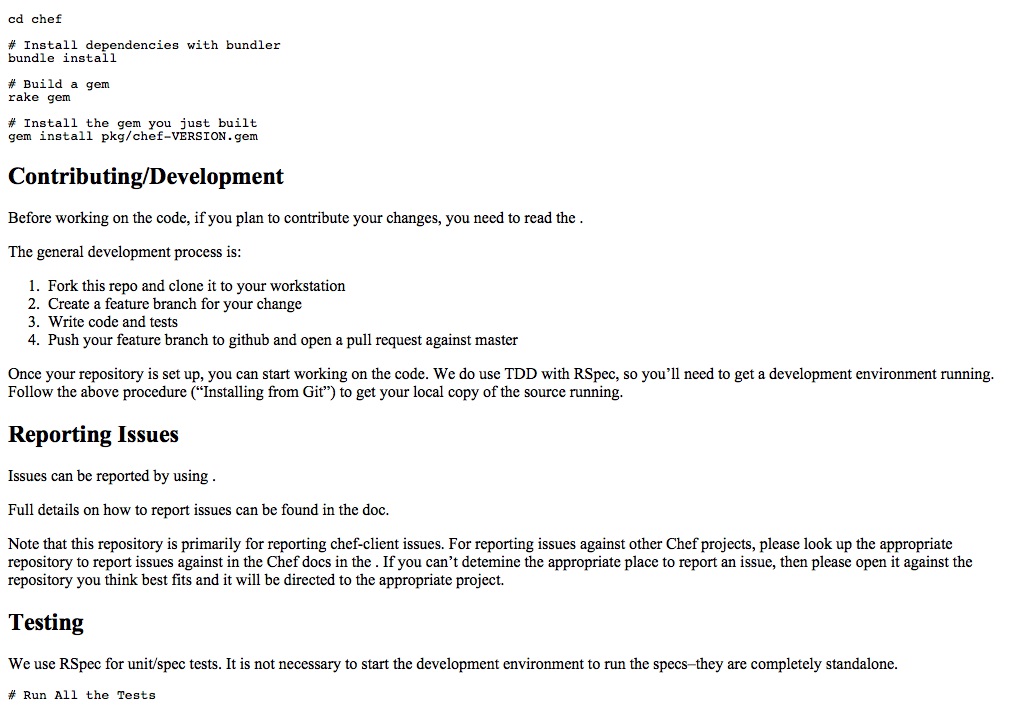 cd chef
# Install dependencies with bundler
bundle install
# Build a gem
rake gem
# Install the gem you just built
gem install pkg/chef-VERSION.gem
Contributing/Development
Before working on the code, if you plan to contribute your changes, you need to read the .
The general development process is:
1. Fork this repo and clone it to your workstation
2. Create a feature branch for your change
3. Write code and tests
4. Push your feature branch to github and open a pull request against master
Once your repository is set up, you can start working on the code. We do use TDD with RSpec, so you’ll need to get a development environment running.
Follow the above procedure (“Installing from Git”) to get your local copy of the source running.
Reporting Issues
Issues can be reported by using .
Full details on how to report issues can be found in the doc.
Note that this repository is primarily for reporting chef-client issues. For reporting issues against other Chef projects, please look up the appropriate
repository to report issues against in the Chef docs in the . If you can’t detemine the appropriate place to report an issue, then please open it against the
repository you think best fits and it will be directed to the appropriate project.
Testing
We use RSpec for unit/spec tests. It is not necessary to start the development environment to run the specs–they are completely standalone.
# Run All the Tests